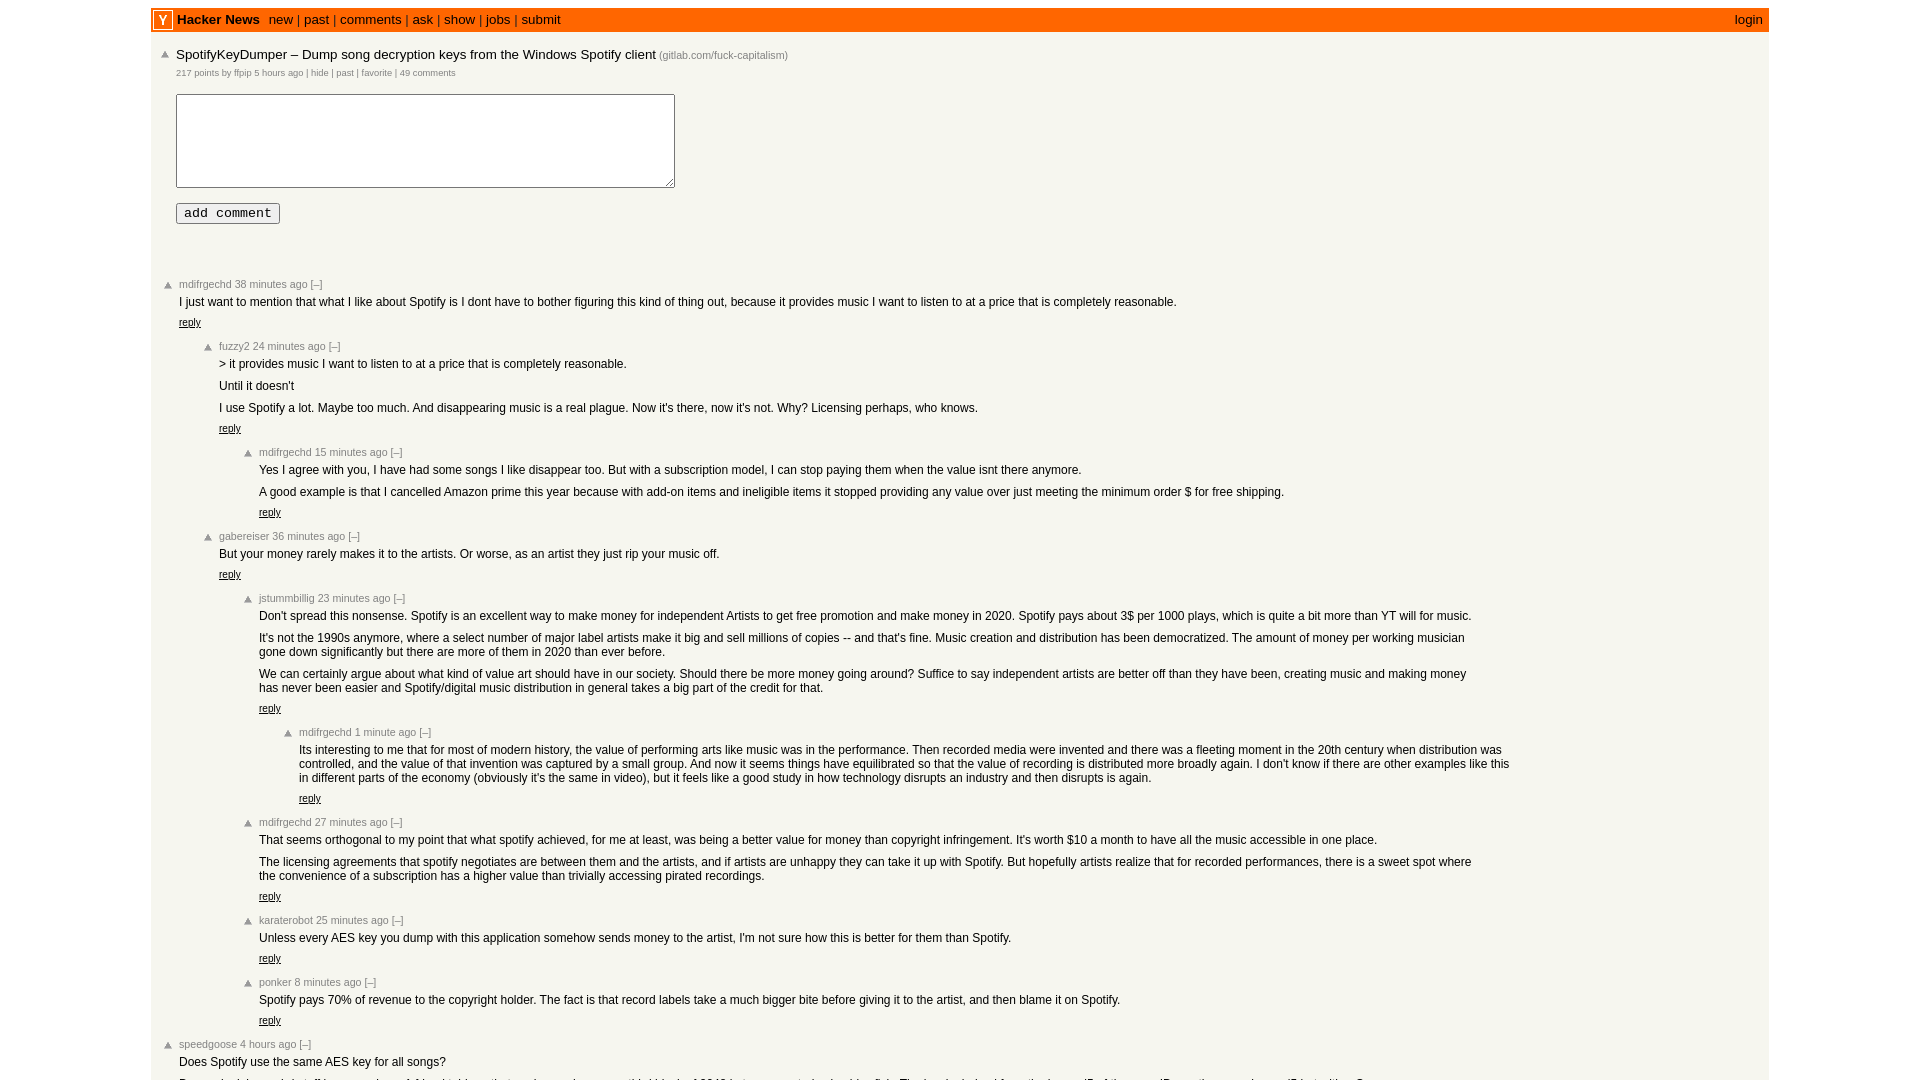 Y Hacker News new | past | comments | ask | show | jobs | submit login
SpotifyKeyDumper – Dump song decryption keys from the Windows Spotify client (gitlab.com/fuck-capitalism)
217 points by ffpip 5 hours ago | hide | past | favorite | 49 comments
add comment
mdifrgechd 38 minutes ago [–]
I just want to mention that what I like about Spotify is I dont have to bother figuring this kind of thing out, because it provides music I want to listen to at a price that is completely reasonable.
reply
fuzzy2 24 minutes ago [–]
> it provides music I want to listen to at a price that is completely reasonable.
Until it doesn't
I use Spotify a lot. Maybe too much. And disappearing music is a real plague. Now it's there, now it's not. Why? Licensing perhaps, who knows.
reply
mdifrgechd 15 minutes ago [–]
Yes I agree with you, I have had some songs I like disappear too. But with a subscription model, I can stop paying them when the value isnt there anymore.
A good example is that I cancelled Amazon prime this year because with add-on items and ineligible items it stopped providing any value over just meeting the minimum order $ for free shipping.
reply
gabereiser 36 minutes ago [–]
But your money rarely makes it to the artists. Or worse, as an artist they just rip your music off.
reply
jstummbillig 23 minutes ago [–]
Don't spread this nonsense. Spotify is an excellent way to make money for independent Artists to get free promotion and make money in 2020. Spotify pays about 3$ per 1000 plays, which is quite a bit more than YT will for music.
It's not the 1990s anymore, where a select number of major label artists make it big and sell millions of copies -- and that's fine. Music creation and distribution has been democratized. The amount of money per working musician
gone down significantly but there are more of them in 2020 than ever before.
We can certainly argue about what kind of value art should have in our society. Should there be more money going around? Suffice to say independent artists are better off than they have been, creating music and making money
has never been easier and Spotify/digital music distribution in general takes a big part of the credit for that.
reply
mdifrgechd 1 minute ago [–]
Its interesting to me that for most of modern history, the value of performing arts like music was in the performance. Then recorded media were invented and there was a fleeting moment in the 20th century when distribution was
controlled, and the value of that invention was captured by a small group. And now it seems things have equilibrated so that the value of recording is distributed more broadly again. I don't know if there are other examples like this
in different parts of the economy (obviously it's the same in video), but it feels like a good study in how technology disrupts an industry and then disrupts is again.
reply
mdifrgechd 27 minutes ago [–]
That seems orthogonal to my point that what spotify achieved, for me at least, was being a better value for money than copyright infringement. It's worth $10 a month to have all the music accessible in one place.
The licensing agreements that spotify negotiates are between them and the artists, and if artists are unhappy they can take it up with Spotify. But hopefully artists realize that for recorded performances, there is a sweet spot where
the convenience of a subscription has a higher value than trivially accessing pirated recordings.
reply
karaterobot 25 minutes ago [–]
Unless every AES key you dump with this application somehow sends money to the artist, I'm not sure how this is better for them than Spotify.
reply
ponker 8 minutes ago [–]
Spotify pays 70% of revenue to the copyright holder. The fact is that record labels take a much bigger bite before giving it to the artist, and then blame it on Spotify.
reply
speedgoose 4 hours ago [–]
Does Spotify use the same AES key for all songs?